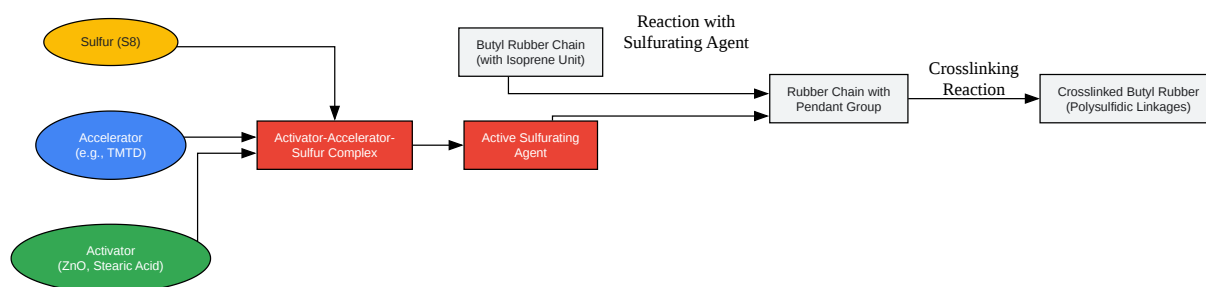 Sulfur (S8)
Accelerator
(e.g., TMTD)
Activator
(ZnO, Stearic Acid)
Activator-Accelerator-
Sulfur Complex
Active Sulfurating
Agent
Butyl Rubber Chain
(with Isoprene Unit)
Reaction with
Sulfurating Agent
Rubber Chain with
Pendant Group
Crosslinking
Reaction
Crosslinked Butyl Rubber
(Polysulfidic Linkages)